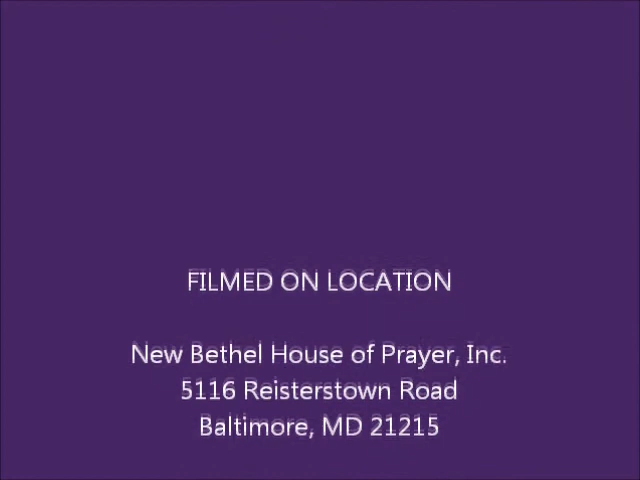 FILMED ON LOCATION
New Bethel House of Prayer, Inc.
5116 Reisterstown Road
Baltimore, MD 21215